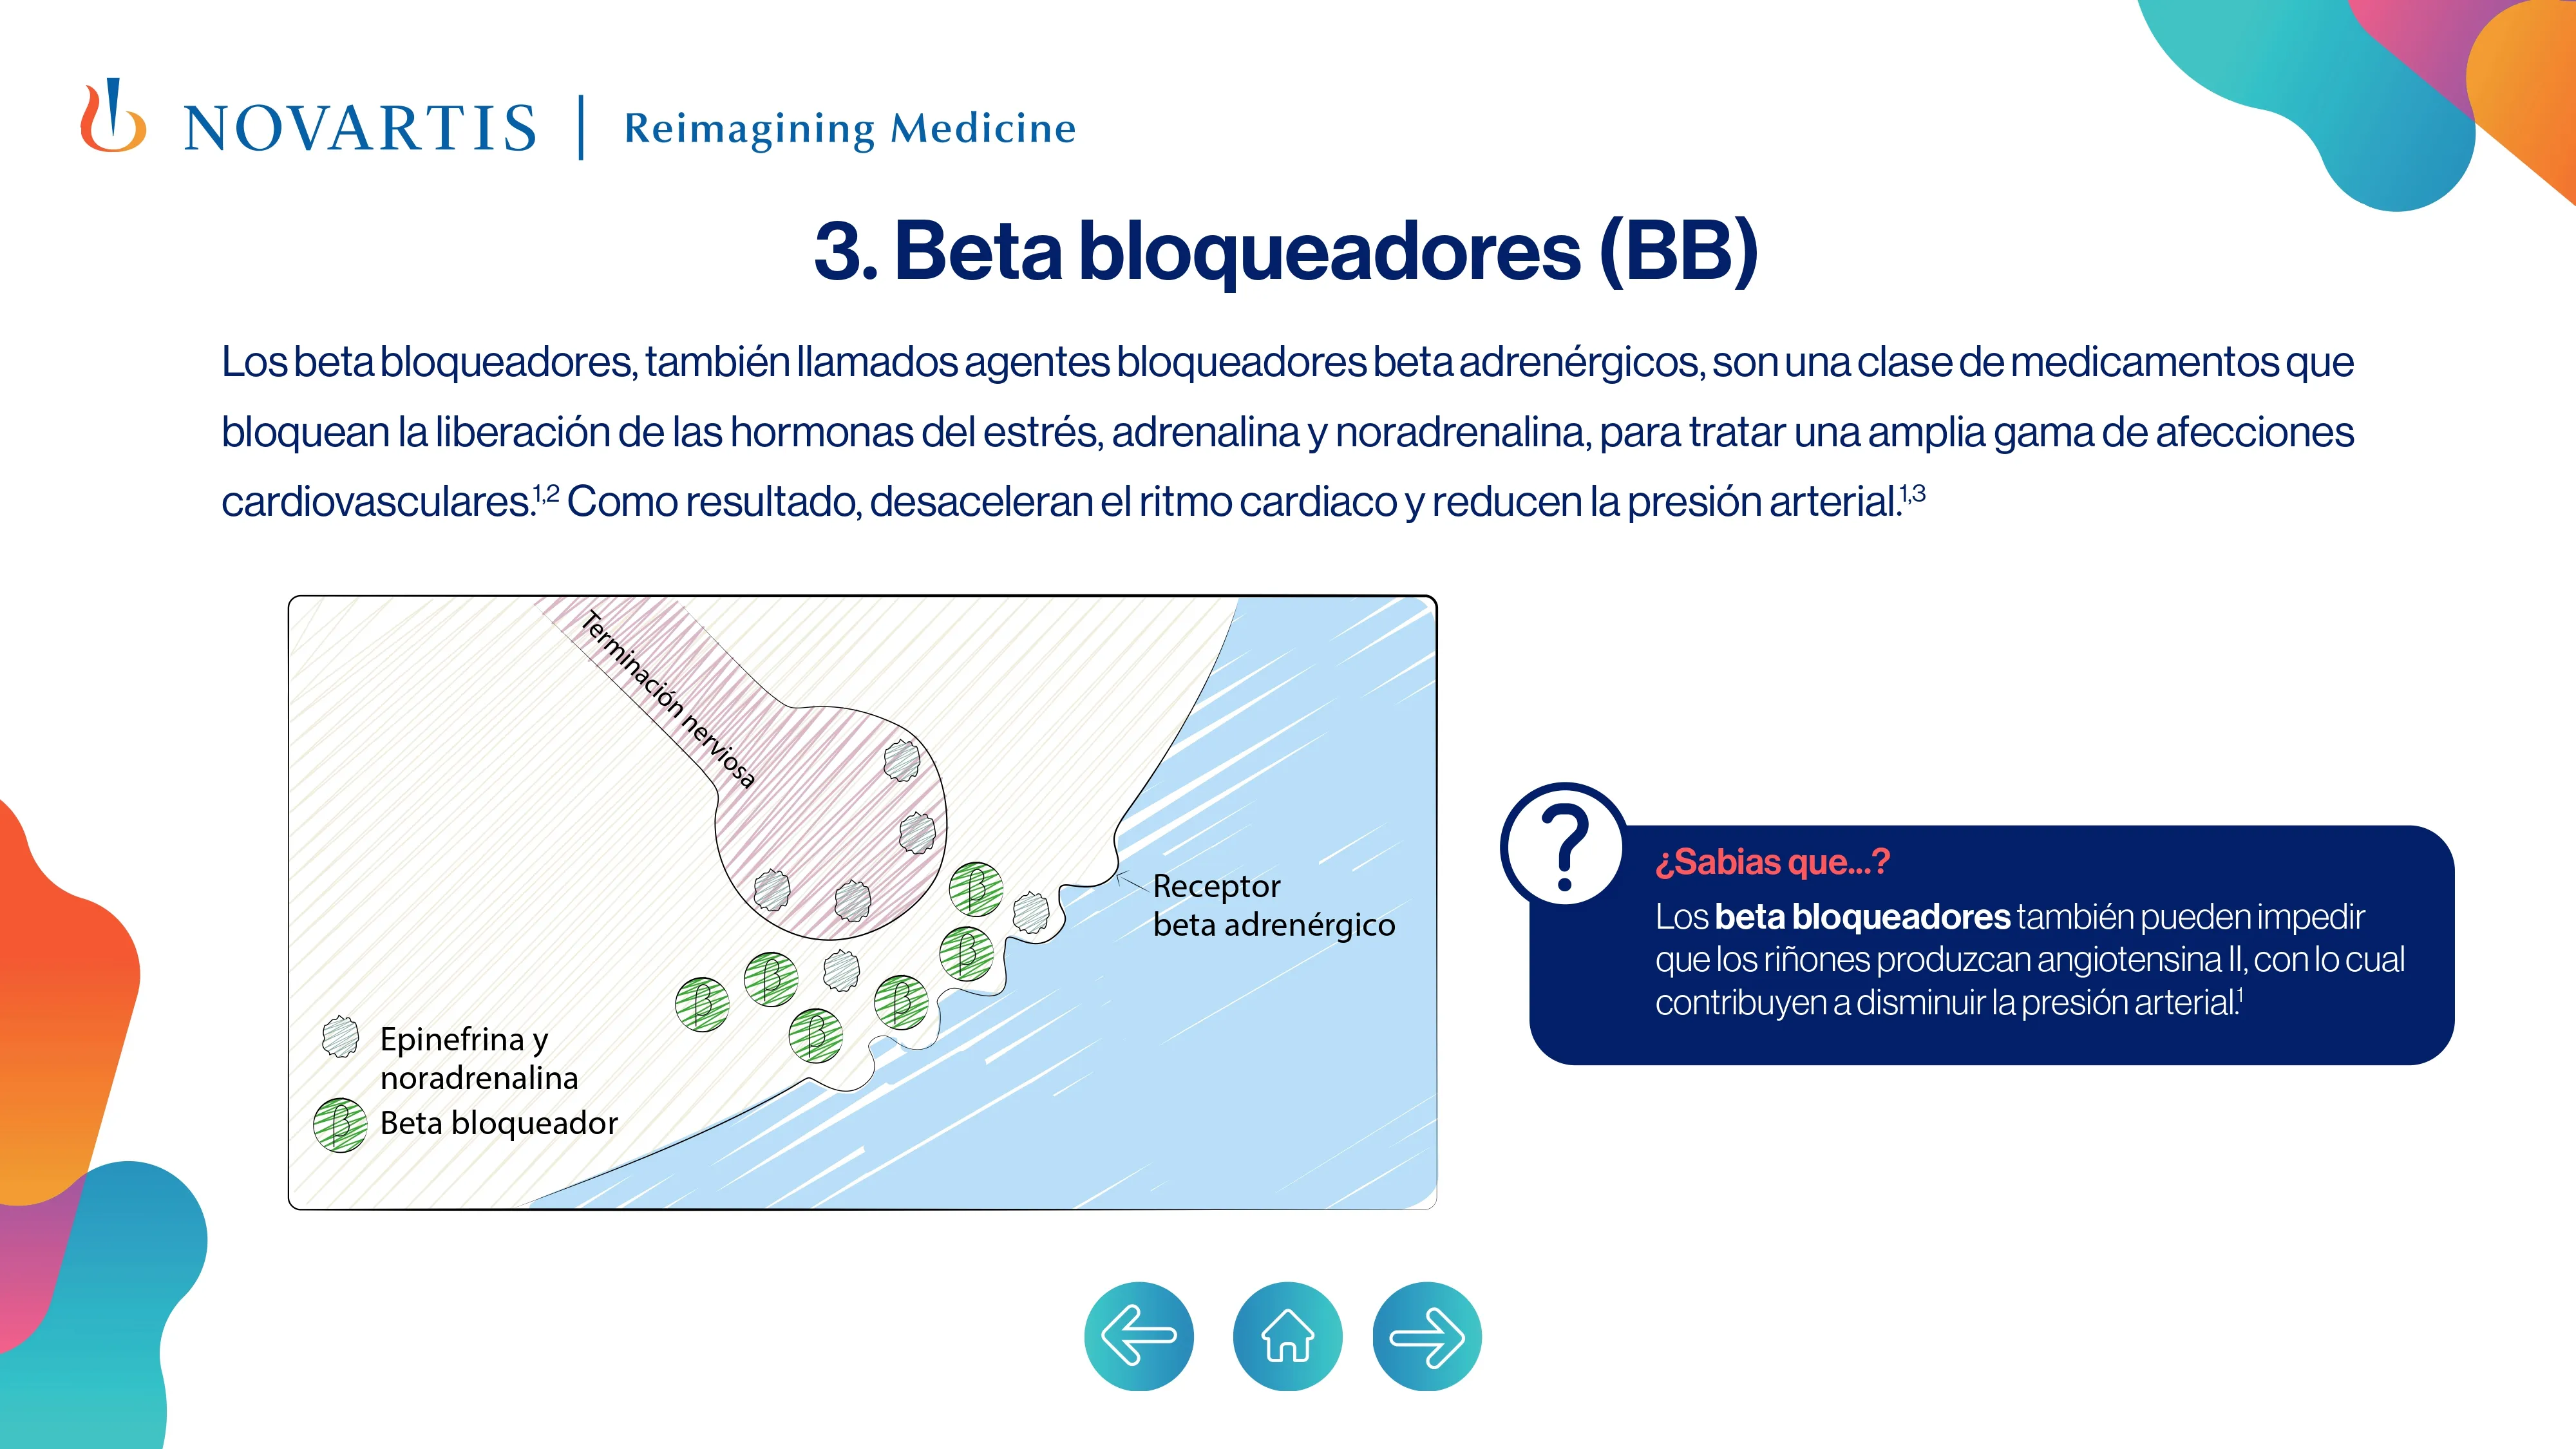 NOVARTIS | Reimagining Medicine
3. Beta bloqueadores (BB)
Los beta bloqueadores, también llamados agentes bloqueadores beta adrenérgicos, son una clase de medicamentos que
bloquean la liberación de las hormonas del estrés, adrenalina y noradrenalina, para tratar una amplia gama de afecciones
cardiovasculares.1,2 Como resultado, desaceleran el ritmo cardiaco y reducen la presión arterial.1,3
Terminación nerviosa
β
β
β
β
β
β
Receptor
beta adrenérgico
Epinefrina y
noradrenalina
β Beta bloqueador
?
¿Sabias que...?
Los beta bloqueadores también pueden impedir
que los riñones produzcan angiotensina II, con lo cual
contribuyen a disminuir la presión arterial.1